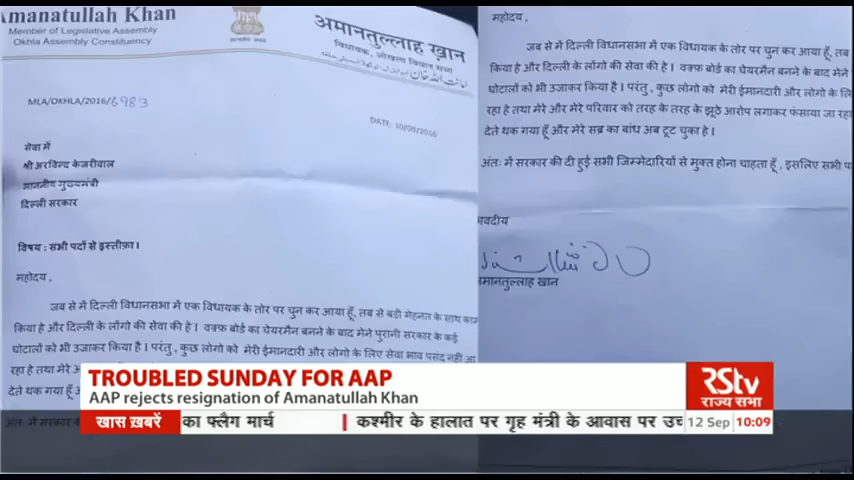 Amanatullah Khan
Member of Legislative Assembly
Okhla Assembly Constituency
अमानतुल्लाह ख़ान
विधायक, ओखला विधान सभा
MLA/OKHLA/2016/6983
DATE: 10/09/2016
सेवा में
श्री अरविन्द केजरीवाल
माननीय मुख्यमंत्री
दिल्ली सरकार
विषय : सभी पदों से इस्तीफ़ा।
महोदय,
जब से में दिल्ली विधानसभा में एक विधायक के तोर पर चुन कर आया हूँ, तब से बड़ी मेहनत के साथ काम
किया है और दिल्ली के लोंगो की सेवा की हे। वक्फ़ बोर्ड का चेयरमैन बनने के बाद मेने पुरानी सरकार के कई
घोटालों को भी उजाकर किया है। परंतु, कुछ लोगो को मेरी ईमानदारी और लोगो के लिए सेवा भाव पसंद नहीं आ
रहा हे तथा मेरे
देते थक गया हूँ
महोदय,
जब से में दिल्ली विधानसभा में एक विधायक के तोर पर चुन कर आया हूँ, तब
किया है और दिल्ली के लोंगो की सेवा की हे। वक्फ़ बोर्ड का चेयरमैन बनने के बाद मेने
घोटालों को भी उजाकर किया है। परंतु, कुछ लोगो को मेरी ईमानदारी और लोगो के लि
रहा हे तथा मेरे और मेरे परिवार को तरह के तरह के झूठे आरोप लगाकर फंसाया जा रहा
देते थक गया हूँ और मेरे सब्र का बांध अब टूट चुका हे।
अंतः में सरकार की दी हुई सभी जिम्मेदारियों से मुक्त होना चाहता हूँ, इसलिए सभी प
भवदीय
अमानतुल्लाह खान
TROUBLED SUNDAY FOR AAP
AAP rejects resignation of Amanatullah Khan
RStv
राज्य सभा
खास ख़बरें का फ्लैग मार्च | कश्मीर के हालात पर गृह मंत्री के आवास पर उच्च
12 Sep 10:09